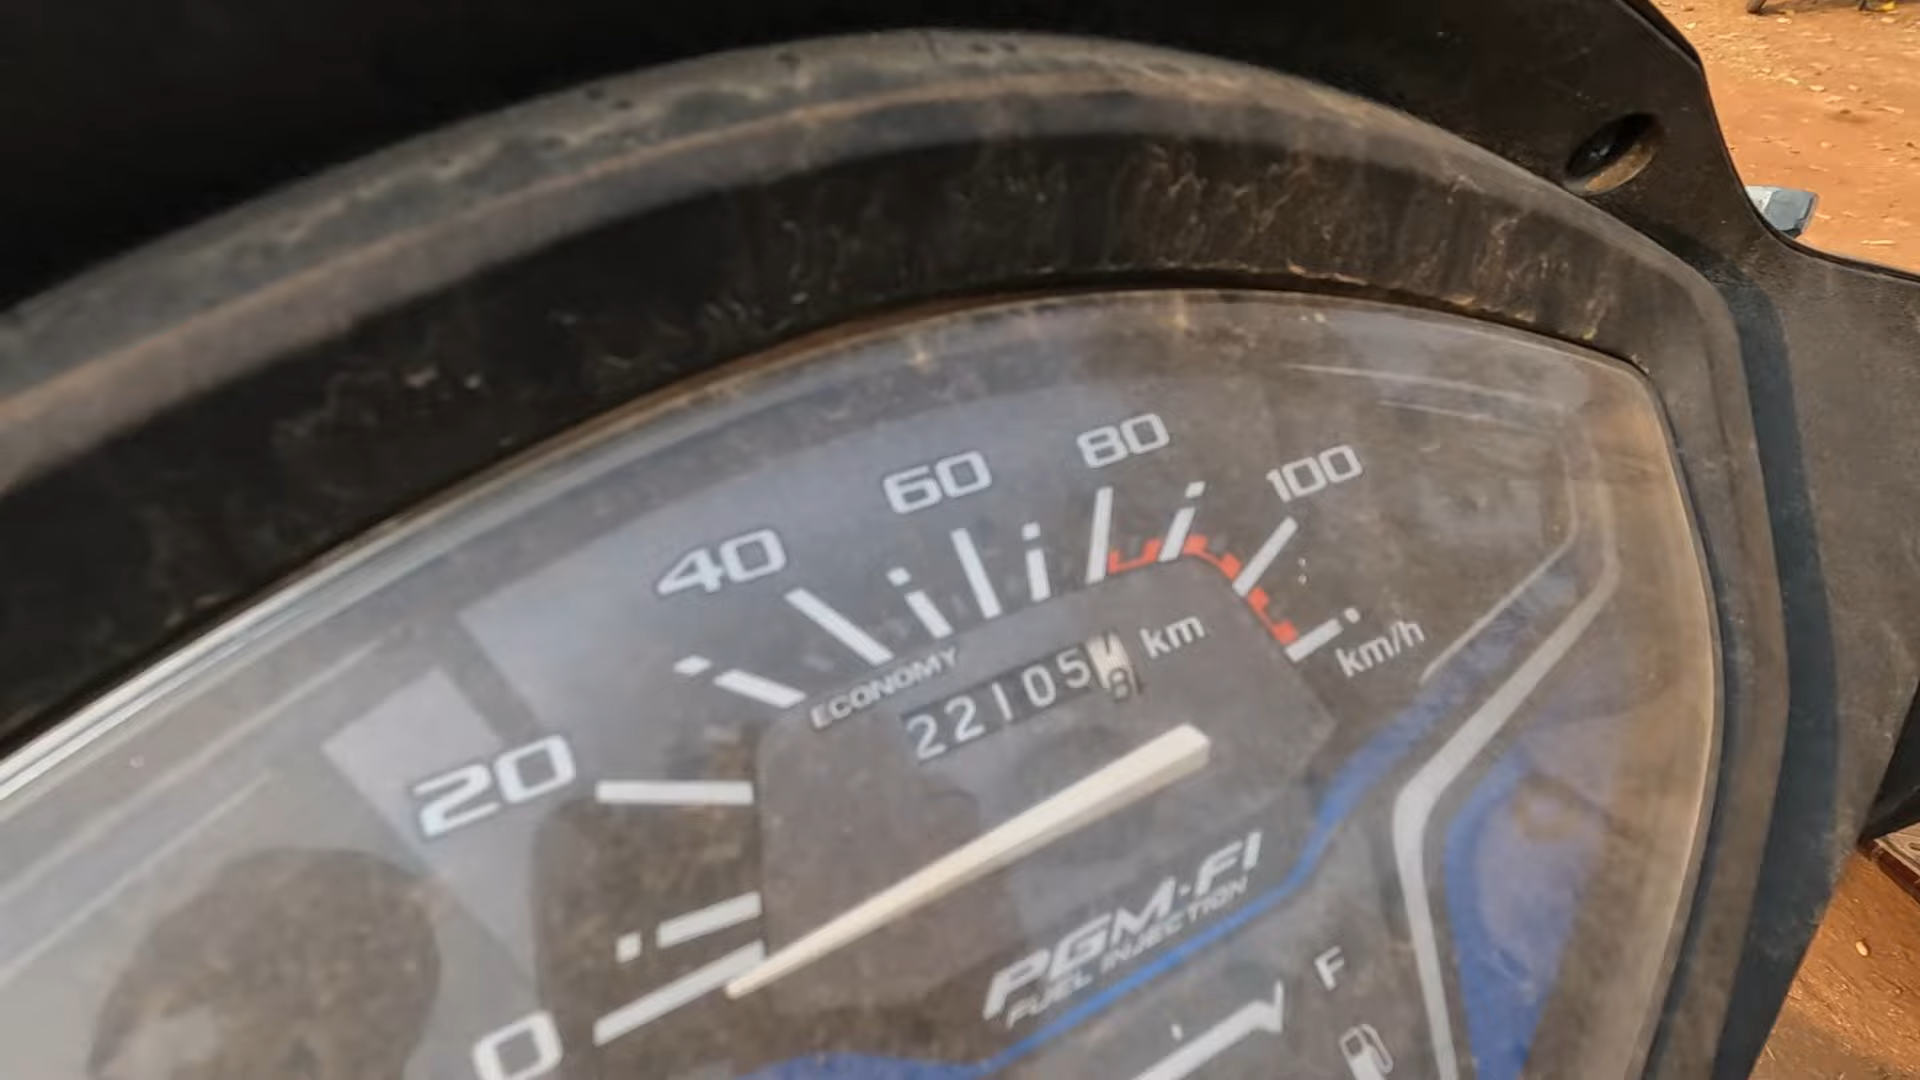 80
60
100
40
km/h
ECONOMY
22105 km
20
PGM-FI
FUEL INJECTION
F
0